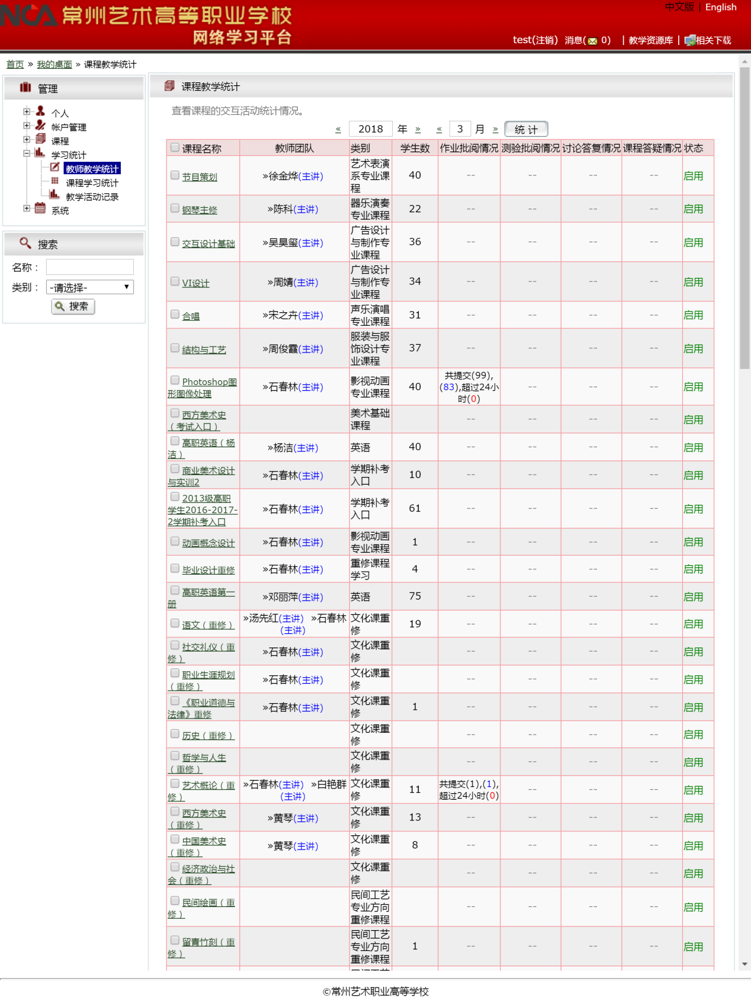 中文版 | English
NCA 常州艺术高等职业学校
网络学习平台
test(注销) 消息( 0) | 教学资源库 | 相关下载
首页 » 我的桌面 » 课程教学统计
管理
个人
帐户管理
课程
学习统计
教师教学统计
课程学习统计
教学活动记录
系统
搜索
名称：
类别： -请选择-
搜索
课程教学统计
查看课程的交互活动统计情况。
« 2018 年 » « 3 月 » 统 计
课程名称 教师团队 类别 学生数 作业批阅情况 测验批阅情况 讨论答复情况 课程答疑情况 状态
节目策划 »徐金烨(主讲) 艺术表演系专业课程 40 -- -- -- -- 启用
钢琴主修 »陈科(主讲) 器乐演奏专业课程 22 -- -- -- -- 启用
交互设计基础 »吴昊玺(主讲) 广告设计与制作专业课程 36 -- -- -- -- 启用
VI设计 »周婧(主讲) 广告设计与制作专业课程 34 -- -- -- -- 启用
合唱 »宋之卉(主讲) 声乐演唱专业课程 31 -- -- -- -- 启用
结构与工艺 »周俊霞(主讲) 服装与服饰设计专业课程 37 -- -- -- -- 启用
Photoshop图形图像处理 »石春林(主讲) 影视动画专业课程 40 共提交(99),(83),超过24小时(0) -- -- -- 启用
西方美术史（考试入口） 美术基础课程 -- -- -- -- 启用
高职英语（杨洁） »杨洁(主讲) 英语 40 -- -- -- -- 启用
商业美术设计与实训2 »石春林(主讲) 学期补考入口 10 -- -- -- -- 启用
2013级高职学生2016-2017-2学期补考入口 »石春林(主讲) 学期补考入口 61 -- -- -- -- 启用
动画概念设计 »石春林(主讲) 影视动画专业课程 1 -- -- -- -- 启用
毕业设计重修 »石春林(主讲) 重修课程学习 4 -- -- -- -- 启用
高职英语第一册 »邓丽萍(主讲) 英语 75 -- -- -- -- 启用
语文（重修） »汤先红(主讲) »石春林(主讲) 文化课重修 19 -- -- -- -- 启用
社交礼仪（重修） »石春林(主讲) 文化课重修 -- -- -- -- 启用
职业生涯规划（重修） »石春林(主讲) 文化课重修 -- -- -- -- 启用
《职业道德与法律》重修 »石春林(主讲) 文化课重修 1 -- -- -- -- 启用
历史（重修） 文化课重修 -- -- -- -- 启用
哲学与人生（重修） 文化课重修 -- -- -- -- 启用
艺术概论（重修） »石春林(主讲) »白艳群(主讲) 文化课重修 11 共提交(1),(1),超过24小时(0) -- -- -- 启用
西方美术史（重修） »黄琴(主讲) 文化课重修 13 -- -- -- -- 启用
中国美术史（重修） »黄琴(主讲) 文化课重修 8 -- -- -- -- 启用
经济政治与社会（重修） 文化课重修 -- -- -- -- 启用
民间绘画（重修） 民间工艺专业方向重修课程 -- -- -- -- 启用
留青竹刻（重修） 民间工艺专业方向重修课程 1 -- -- -- -- 启用
©常州艺术职业高等学校